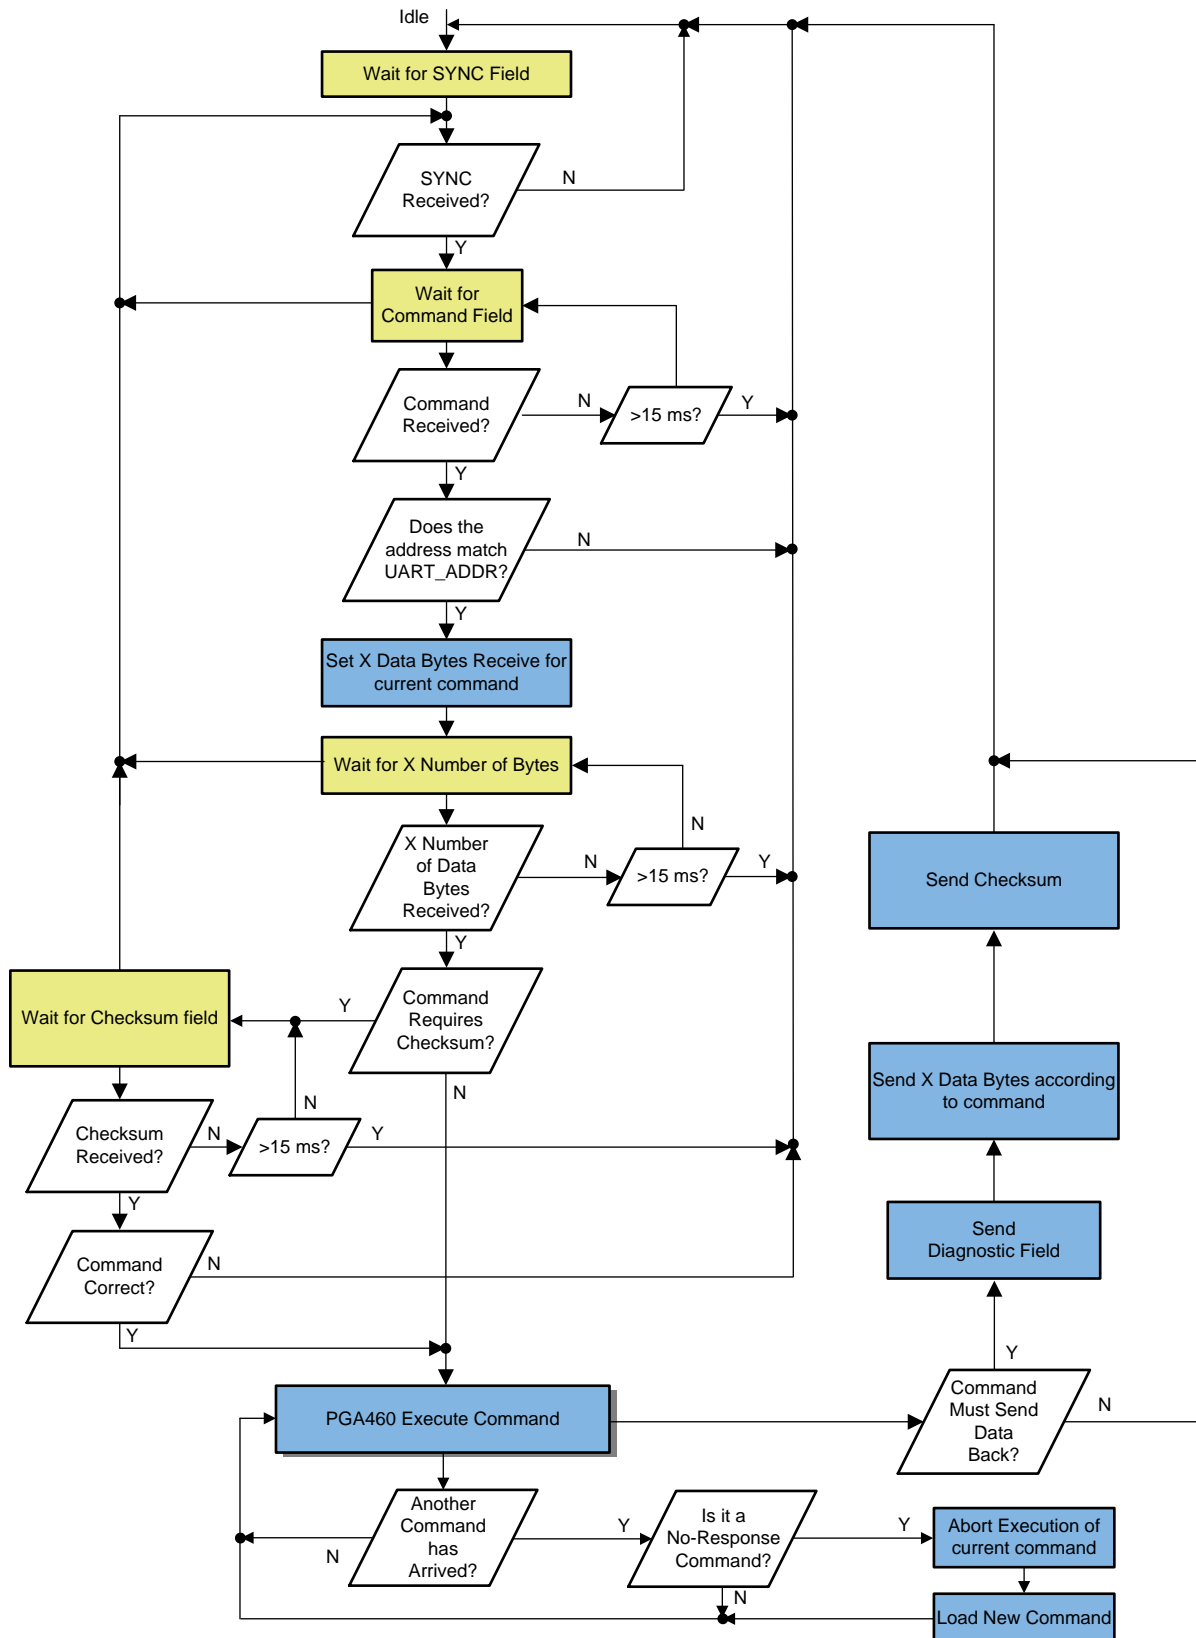 Idle
Wait for SYNC Field
SYNC
Received?
N
Y
Wait for
Command Field
Command
Received?
N
>15 ms?
Y
Y
Does the
address match
UART_ADDR?
N
Y
Set X Data Bytes Receive for
current command
Wait for X Number of Bytes
X Number
of Data
Bytes
Received?
N
N
>15 ms?
Y
Y
Send Checksum
Command
Requires
Checksum?
Y
N
Wait for Checksum field
Checksum
Received?
N
N
>15 ms?
Y
Y
Send X Data Bytes according
to command
Command
Correct?
N
Y
Send
Diagnostic Field
Y
PGA460 Execute Command
Command
Must Send
Data
Back?
N
Another
Command
has
Arrived?
N
Y
Is it a
No-Response
Command?
Y
N
Abort Execution of
current command
Load New Command